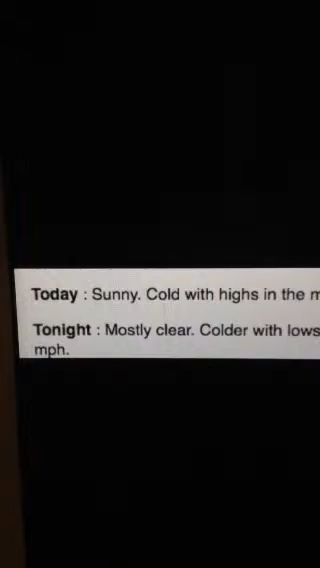 Today : Sunny. Cold with highs in the
Tonight : Mostly clear. Colder with lows
mph.